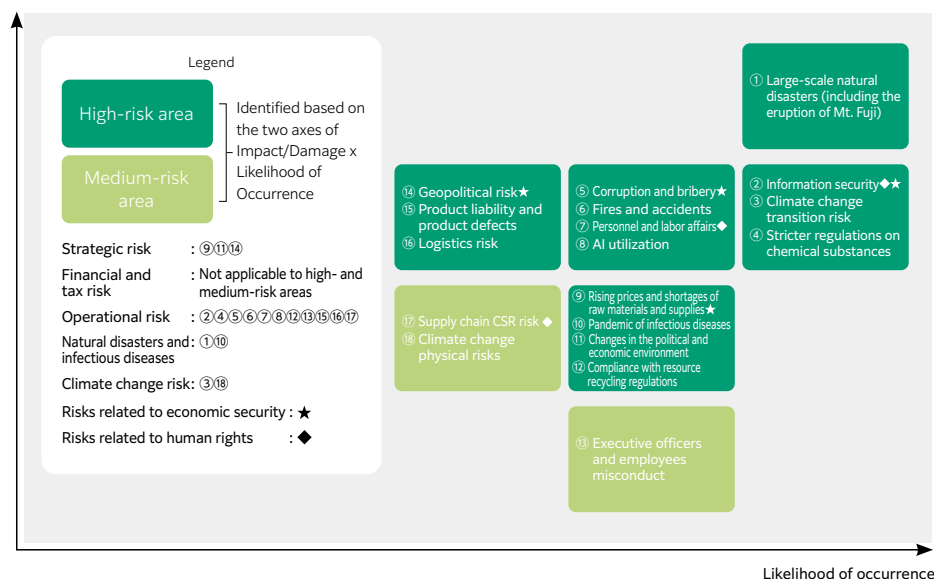 Legend
High-risk area
Medium-risk
area
Identified based on
the two axes of
Impact/Damage x
Likelihood of
Occurrence
Strategic risk : ⑨⑪⑭
Financial and
tax risk
: Not applicable to high- and
medium-risk areas
Operational risk : ②④⑤⑥⑦⑧⑫⑬⑮⑯⑰
Natural disasters and
infectious diseases
: ①⑩
Climate change risk: ③⑱
Risks related to economic security : ★
Risks related to human rights : ◆
① Large-scale natural
disasters (including the
eruption of Mt. Fuji)
⑭ Geopolitical risk★
⑮ Product liability and
product defects
⑯ Logistics risk
⑤ Corruption and bribery★
⑥ Fires and accidents
⑦ Personnel and labor affairs◆
⑧ AI utilization
② Information security◆★
③ Climate change
transition risk
④ Stricter regulations on
chemical substances
⑰ Supply chain CSR risk ◆
⑱ Climate change
physical risks
⑨ Rising prices and shortages of
raw materials and supplies★
⑩ Pandemic of infectious diseases
⑪ Changes in the political and
economic environment
⑫ Compliance with resource
recycling regulations
⑬ Executive officers
and employees
misconduct
Likelihood of occurrence